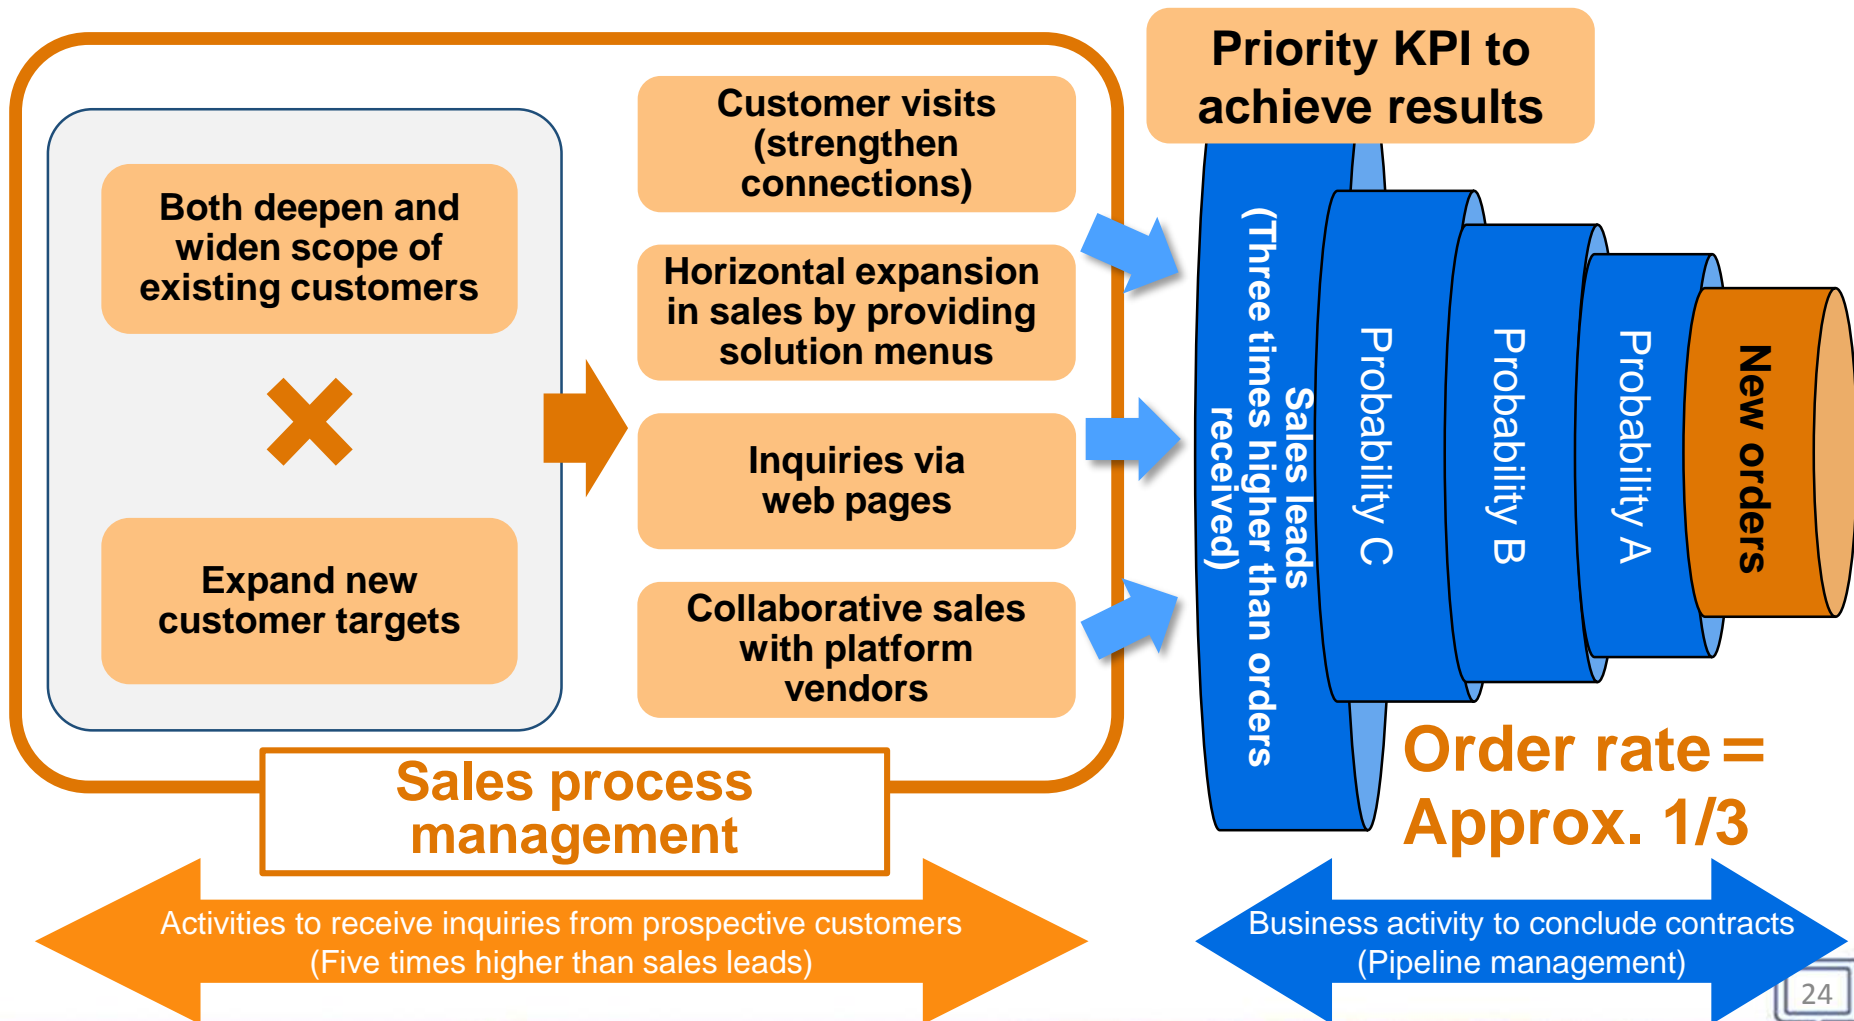 Both deepen and
widen scope of
existing customers
Expand new
customer targets
Customer visits
(strengthen
connections)
Horizontal expansion
in sales by providing
solution menus
Inquiries via
web pages
Collaborative sales
with platform
vendors
Sales process
management
Activities to receive inquiries from prospective customers
(Five times higher than sales leads)
Priority KPI to
achieve results
Sales leads
(Three times higher than orders
received)
Probability C
Probability B
Probability A
New orders
Order rate =
Approx. 1/3
Business activity to conclude contracts
(Pipeline management)
24